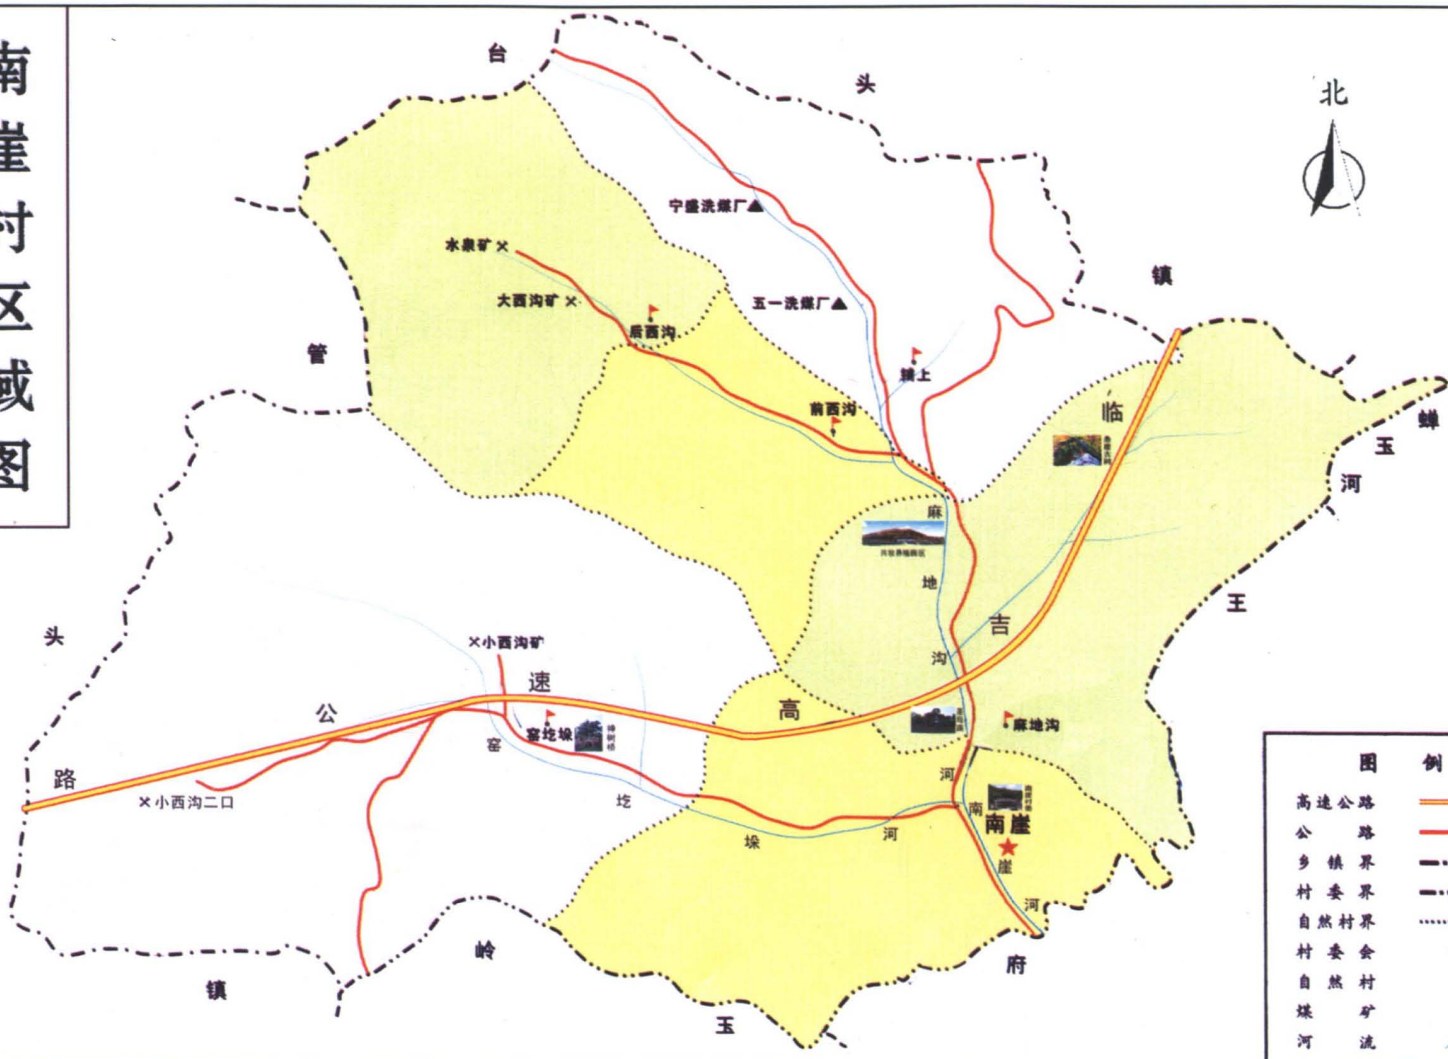 南崖村区域图
北
台
头
镇
管
头
镇
岭
玉
府
王
河
玉
蝉
宁盛洗煤厂
水泉矿
大西沟矿
五一洗煤厂
后西沟
铺上
前西沟
临
吉
高
速
公
路
麻
地
沟
河
小西沟矿
窑圪垛
小西沟二口
麻地沟
窑
圪
垛
河
南崖
南
崖
河
图例
高速公路
公路
乡镇界
村委界
自然村界
村委会
自然村
煤矿
河流